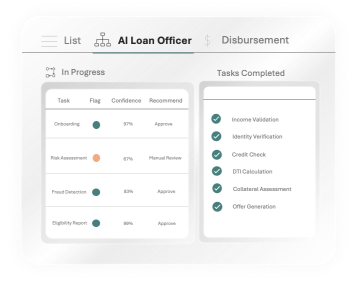 List AI Loan Officer $ Disbursement
In Progress
Task Flag Confidence Recommend
Onboarding 97% Approve
Risk Assessment 67% Manual Review
Fraud Detection 83% Approve
Eligibility Report 98% Approve
Tasks Completed
Income Validation
Identity Verification
Credit Check
DTI Calculation
Collateral Assessment
Offer Generation